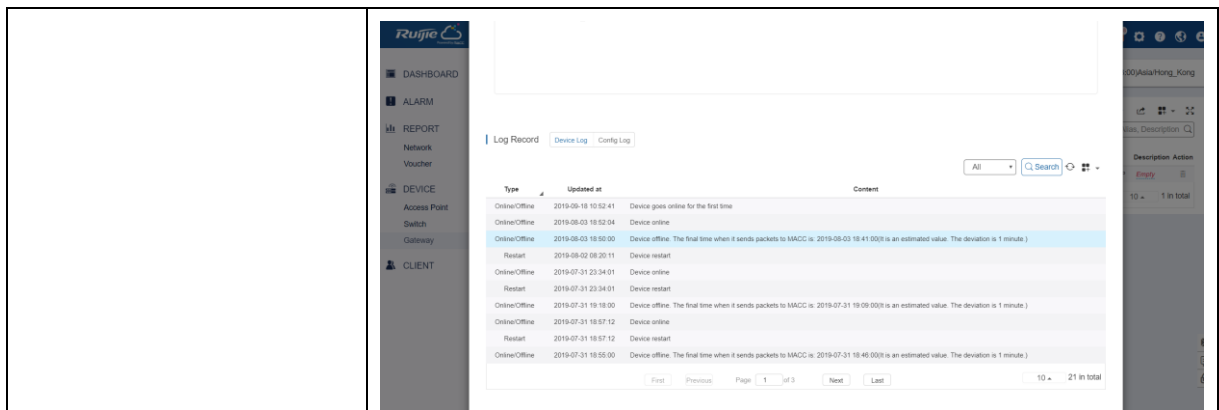 Ruijie
DASHBOARD
ALARM
REPORT
Network
Voucher
DEVICE
Access Point
Switch
Gateway
CLIENT
:00)Asia/Hong_Kong
Description
Description Action
Empty
10 1 in total
Log Record Device Log Config Log
All Search
Type Updated at Content
Online/Offline 2019-09-18 10:52:41 Device goes online for the first time
Online/Offline 2019-08-03 18:52:04 Device online
Online/Offline 2019-08-03 18:50:00 Device offline. The final time when it sends packets to MACC is: 2019-08-03 18:41:00(It is an estimated value. The deviation is 1 minute.)
Restart 2019-08-02 08:20:11 Device restart
Online/Offline 2019-07-31 23:34:01 Device online
Restart 2019-07-31 23:34:01 Device restart
Online/Offline 2019-07-31 19:18:00 Device offline. The final time when it sends packets to MACC is: 2019-07-31 19:09:00(It is an estimated value. The deviation is 1 minute.)
Online/Offline 2019-07-31 18:57:12 Device online
Restart 2019-07-31 18:57:12 Device restart
Online/Offline 2019-07-31 18:55:00 Device offline. The final time when it sends packets to MACC is: 2019-07-31 18:46:00(It is an estimated value. The deviation is 1 minute.)
First Previous Page 1 of 3 Next Last 10 21 in total